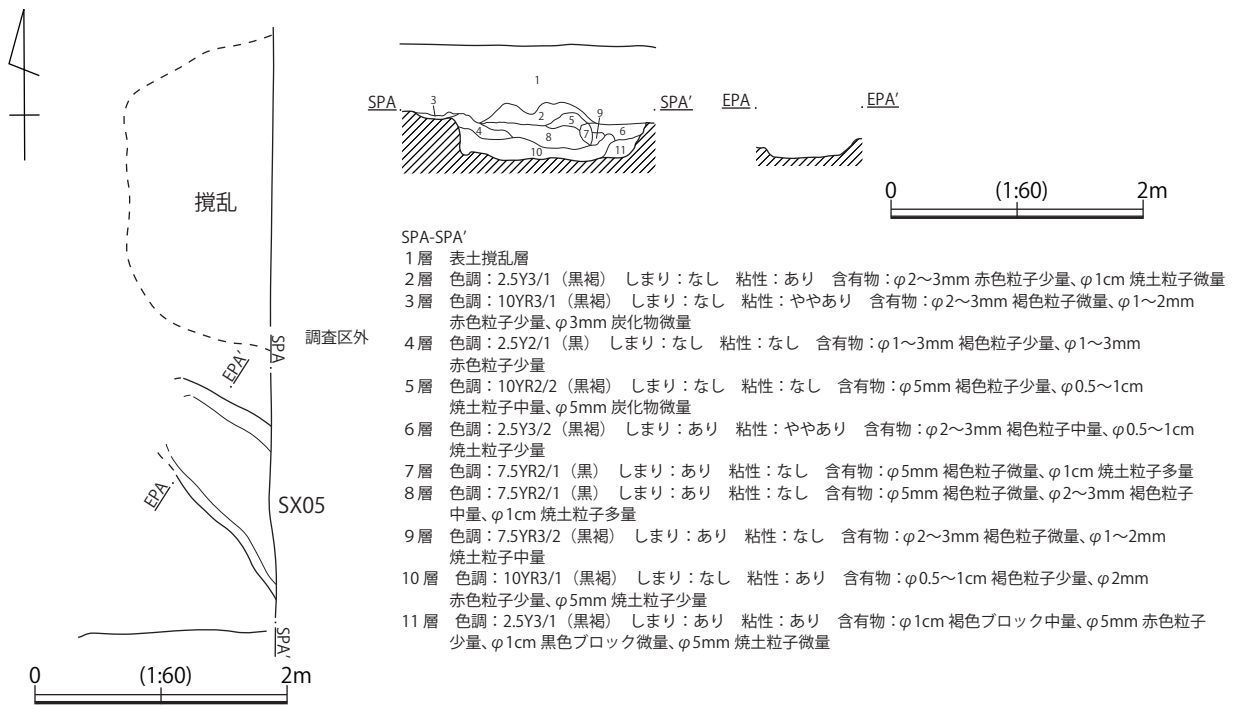 撹乱
SPA
調査区外
EPA’
EPA
SX05
SPA’
0 (1:60) 2m
SPA
SPA’
1
2
3
4
5
6
7
8
9
10
11
EPA
EPA’
0 (1:60) 2m
SPA-SPA’
1層 表土撹乱層
2層 色調：2.5Y3/1（黒褐） しまり：なし 粘性：あり 含有物：φ2〜3mm 赤色粒子少量、φ1cm 焼土粒子微量
3層 色調：10YR3/1（黒褐） しまり：なし 粘性：ややあり 含有物：φ2〜3mm 褐色粒子微量、φ1〜2mm
赤色粒子少量、φ3mm 炭化物微量
4層 色調：2.5Y2/1（黒） しまり：なし 粘性：なし 含有物：φ1〜3mm 褐色粒子少量、φ1〜3mm
赤色粒子少量
5層 色調：10YR2/2（黒褐） しまり：なし 粘性：なし 含有物：φ5mm 褐色粒子少量、φ0.5〜1cm
焼土粒子中量、φ5mm 炭化物微量
6層 色調：2.5Y3/2（黒褐） しまり：あり 粘性：ややあり 含有物：φ2〜3mm 褐色粒子中量、φ0.5〜1cm
焼土粒子少量
7層 色調：7.5YR2/1（黒） しまり：あり 粘性：なし 含有物：φ5mm 褐色粒子微量、φ1cm 焼土粒子多量
8層 色調：7.5YR2/1（黒） しまり：あり 粘性：なし 含有物：φ5mm 褐色粒子微量、φ2〜3mm 褐色粒子
中量、φ1cm 焼土粒子多量
9層 色調：7.5YR3/2（黒褐） しまり：あり 粘性：なし 含有物：φ2〜3mm 褐色粒子微量、φ1〜2mm
焼土粒子中量
10層 色調：10YR3/1（黒褐） しまり：なし 粘性：あり 含有物：φ0.5〜1cm 褐色粒子少量、φ2mm
赤色粒子少量、φ5mm 焼土粒子少量
11層 色調：2.5Y3/1（黒褐） しまり：あり 粘性：あり 含有物：φ1cm 褐色ブロック中量、φ5mm 赤色粒子
少量、φ1cm 黒色ブロック微量、φ5mm 焼土粒子微量